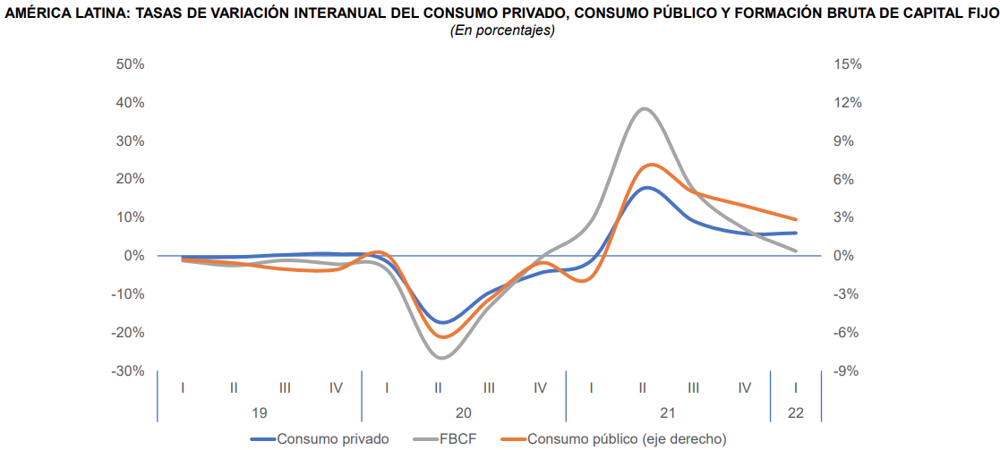 AMÉRICA LATINA: TASAS DE VARIACIÓN INTERANUAL DEL CONSUMO PRIVADO, CONSUMO PÚBLICO Y FORMACIÓN BRUTA DE CAPITAL FIJO
(En porcentajes)
50% 15%
40% 12%
30% 9%
20% 6%
10% 3%
0% 0%
-10% -3%
-20% -6%
-30% -9%
I II III IV I II III IV I II III IV I
19 20 21 22
Consumo privado FBCF Consumo público (eje derecho)